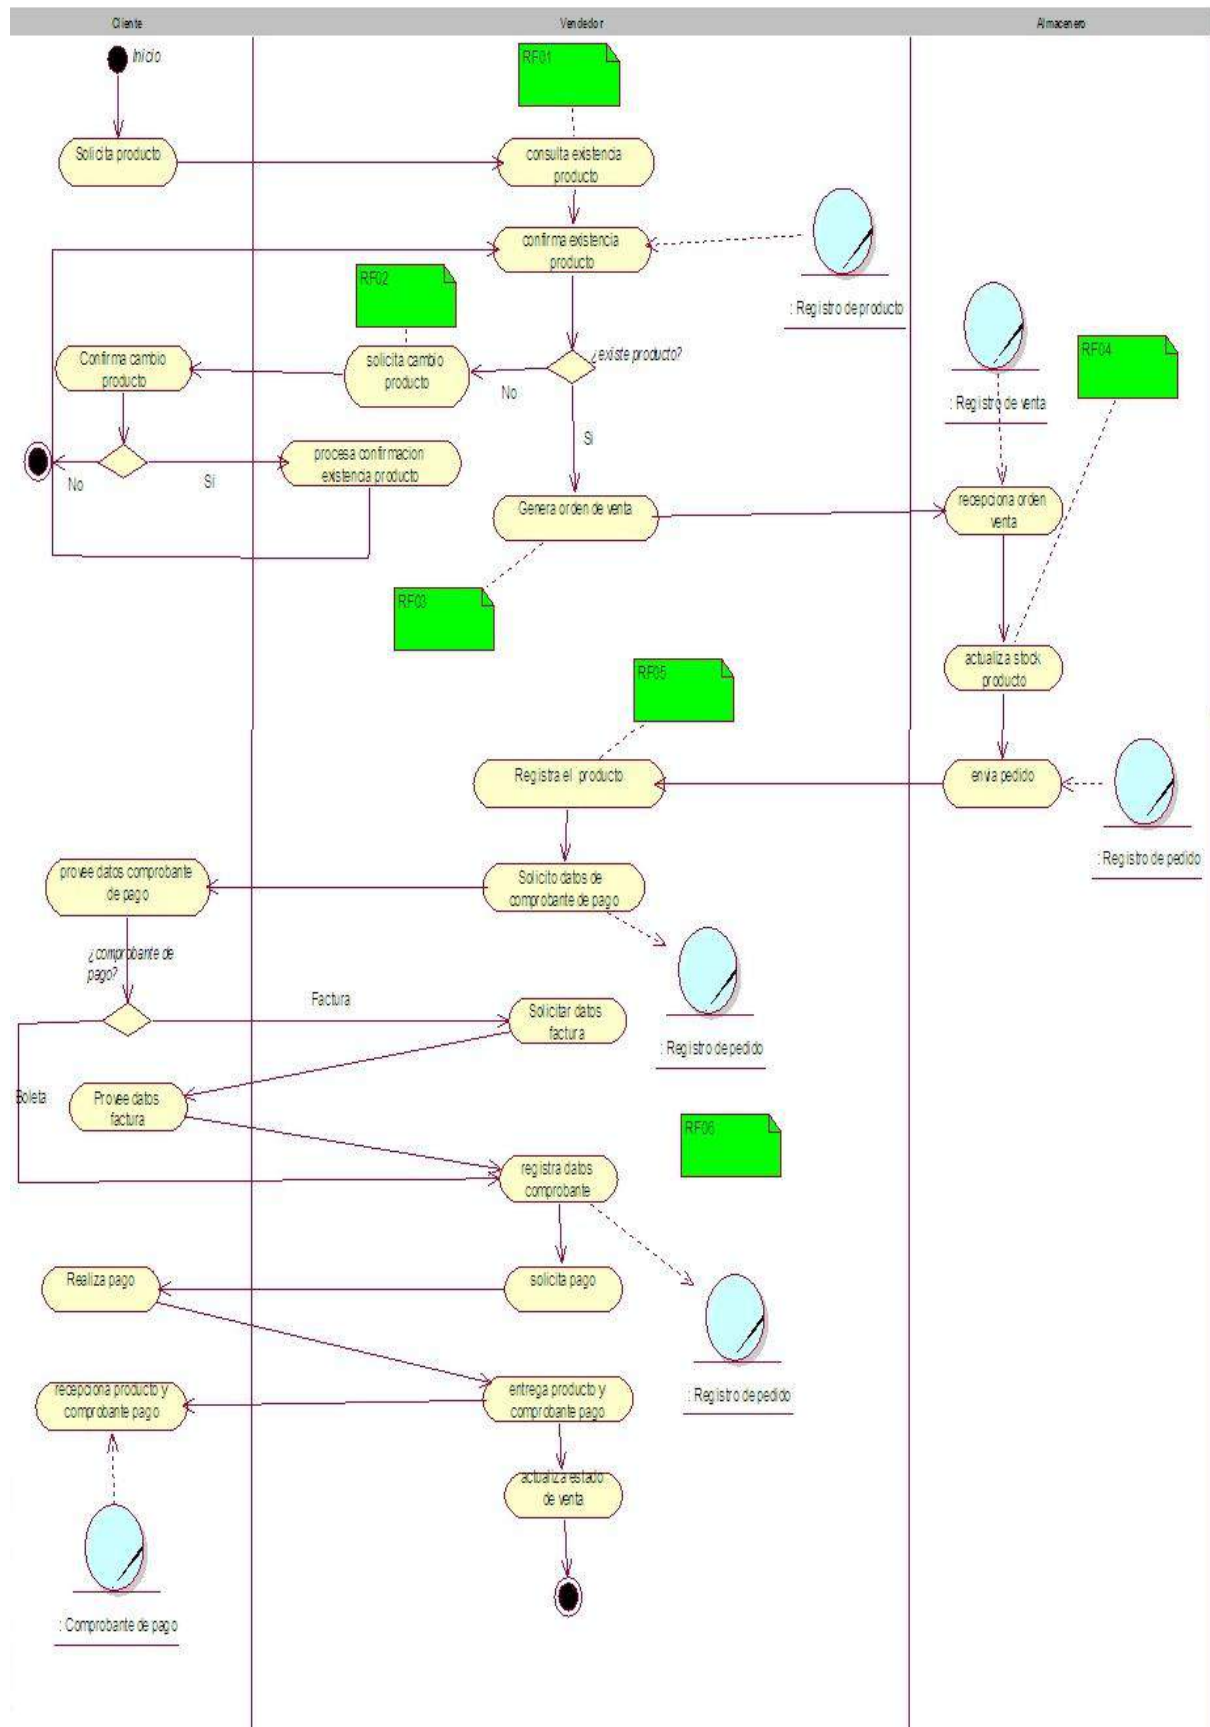 Cliente
Vendedor
Almacenero
Inicio
RF01
Solicita producto
consulta existencia
producto
confirma existencia
producto
RF02
: Registro de producto
¿existe producto?
Confirma cambio
producto
solicita cambio
producto
RF04
No
: Registro de venta
Si
procesa confirmacion
existencia producto
No
Si
Genera orden de venta
recepciona orden
venta
RF03
actualiza stock
producto
RF05
Registra el producto
envia pedido
: Registro de pedido
provee datos comprobante
de pago
Solicito datos de
comprobante de pago
¿comprobante de
pago?
Factura
Solicitar datos
factura
: Registro de pedido
Boleta
Provee datos
factura
RF06
registra datos
comprobante
Realiza pago
solicita pago
recepciona producto y
comprobante pago
entrega producto y
comprobante pago
: Registro de pedido
actualiza estado
de venta
: Comprobante de pago